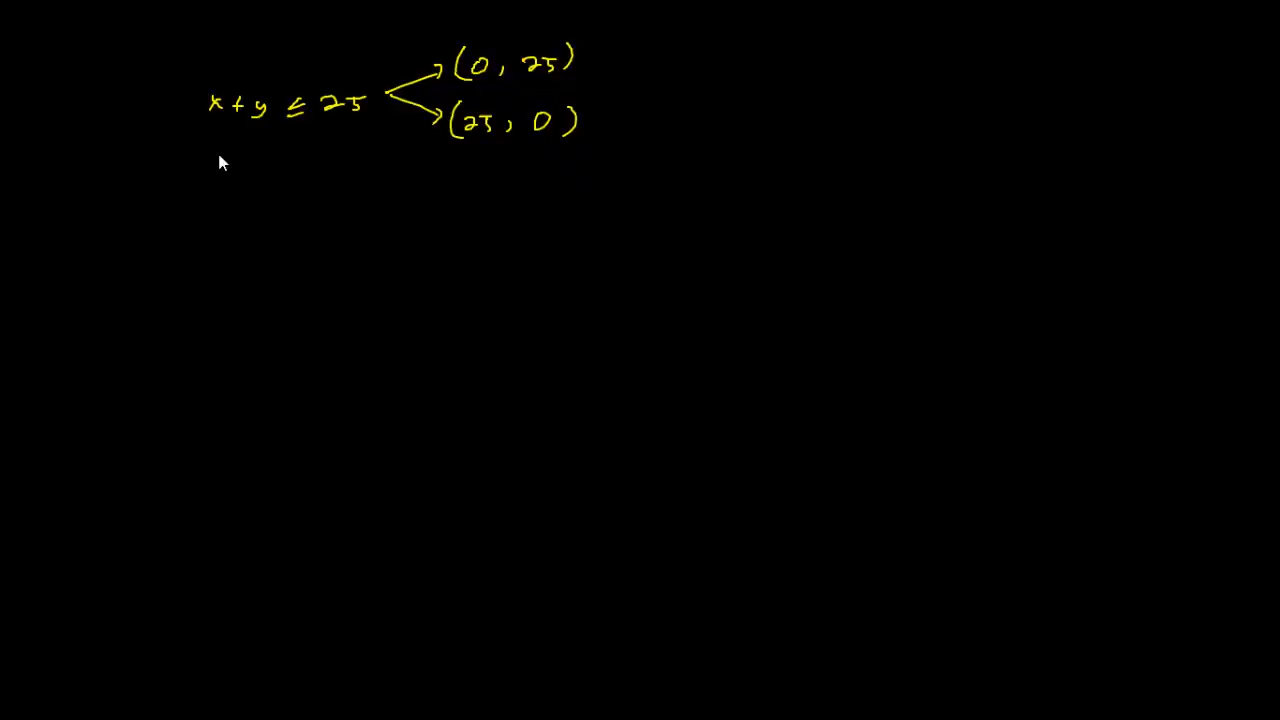 (0, 25)
x + y ≤ 25
(25, 0)